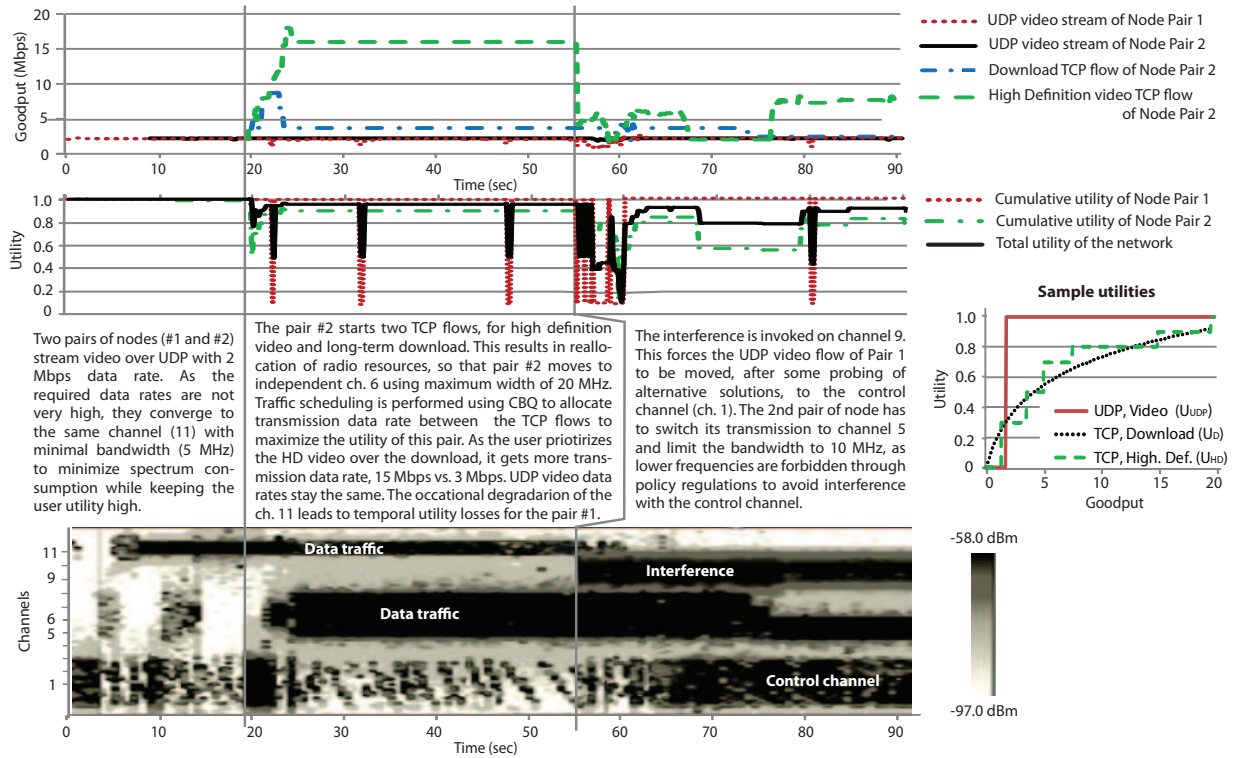 20
15
10
5
0
Goodput (Mbps)
0
20
30
40
50
60
70
80
90
Time (sec)
UDP video stream of Node Pair 1
UDP video stream of Node Pair 2
Download TCP flow of Node Pair 2
High Definition video TCP flow
of Node Pair 2
1.0
0.8
0.6
0.4
0.2
0
Utility
Cumulative utility of Node Pair 1
Cumulative utility of Node Pair 2
Total utility of the network
Two pairs of nodes (#1 and #2)
stream video over UDP with 2
Mbps data rate. As the
required data rates are not
very high, they converge to
the same channel (11) with
minimal bandwidth (5 MHz)
to minimize spectrum con-
sumption while keeping the
user utility high.
The pair #2 starts two TCP flows, for high definition
video and long-term download. This results in reallo-
cation of radio resources, so that pair #2 moves to
independent ch. 6 using maximum width of 20 MHz.
Traffic scheduling is performed using CBQ to allocate
transmission data rate between the TCP flows to
maximize the utility of this pair. As the user priotirizes
the HD video over the download, it gets more trans-
mission data rate, 15 Mbps vs. 3 Mbps. UDP video data
rates stay the same. The occational degradarion of the
ch. 11 leads to temporal utility losses for the pair #1.
The interference is invoked on channel 9.
This forces the UDP video flow of Pair 1
to be moved, after some probing of
alternative solutions, to the control
channel (ch. 1). The 2nd pair of node has
to switch its transmission to channel 5
and limit the bandwidth to 10 MHz, as
lower frequencies are forbidden through
policy regulations to avoid interference
with the control channel.
Sample utilities
1.0
0.8
0.6
0.4
0.2
0
Utility
UDP, Video (UUDP)
TCP, Download (UD)
TCP, High. Def. (UHD)
0
5
10
15
20
Goodput
11
9
6
5
1
Channels
Data traffic
Interference
Data traffic
Control channel
0
20
30
40
50
60
70
80
90
Time (sec)
-58.0 dBm
-97.0 dBm